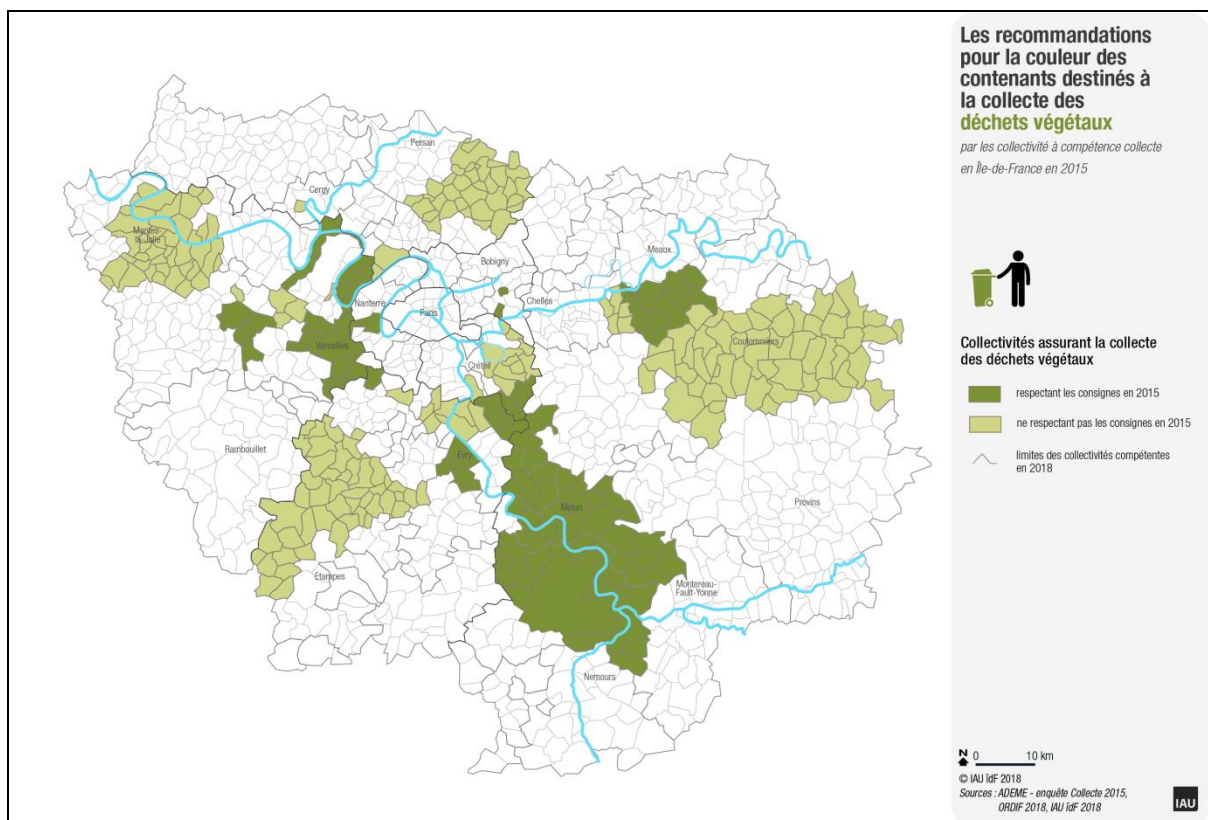 Les recommandations
pour la couleur des
contenants destinés à
la collecte des
déchets végétaux
par les collectivité à compétence collecte
en Île-de-France en 2015
Collectivités assurant la collecte
des déchets végétaux
respectant les consignes en 2015
ne respectant pas les consignes en 2015
limites des collectivités compétentes
en 2018
N 0 10 km
© IAU îdF 2018
Sources : ADEME - enquête Collecte 2015,
ORDIF 2018, IAU îdF 2018
IAU
Persan
Cergy
Mantes-
la-Jolie
Meaux
Bobigny
Chelles
Nanterre
Paris
Versailles
Coulommiers
Créteil
Rambouillet
Evry
Provins
Melun
Etampes
Montereau-
Fault-Yonne
Nemours